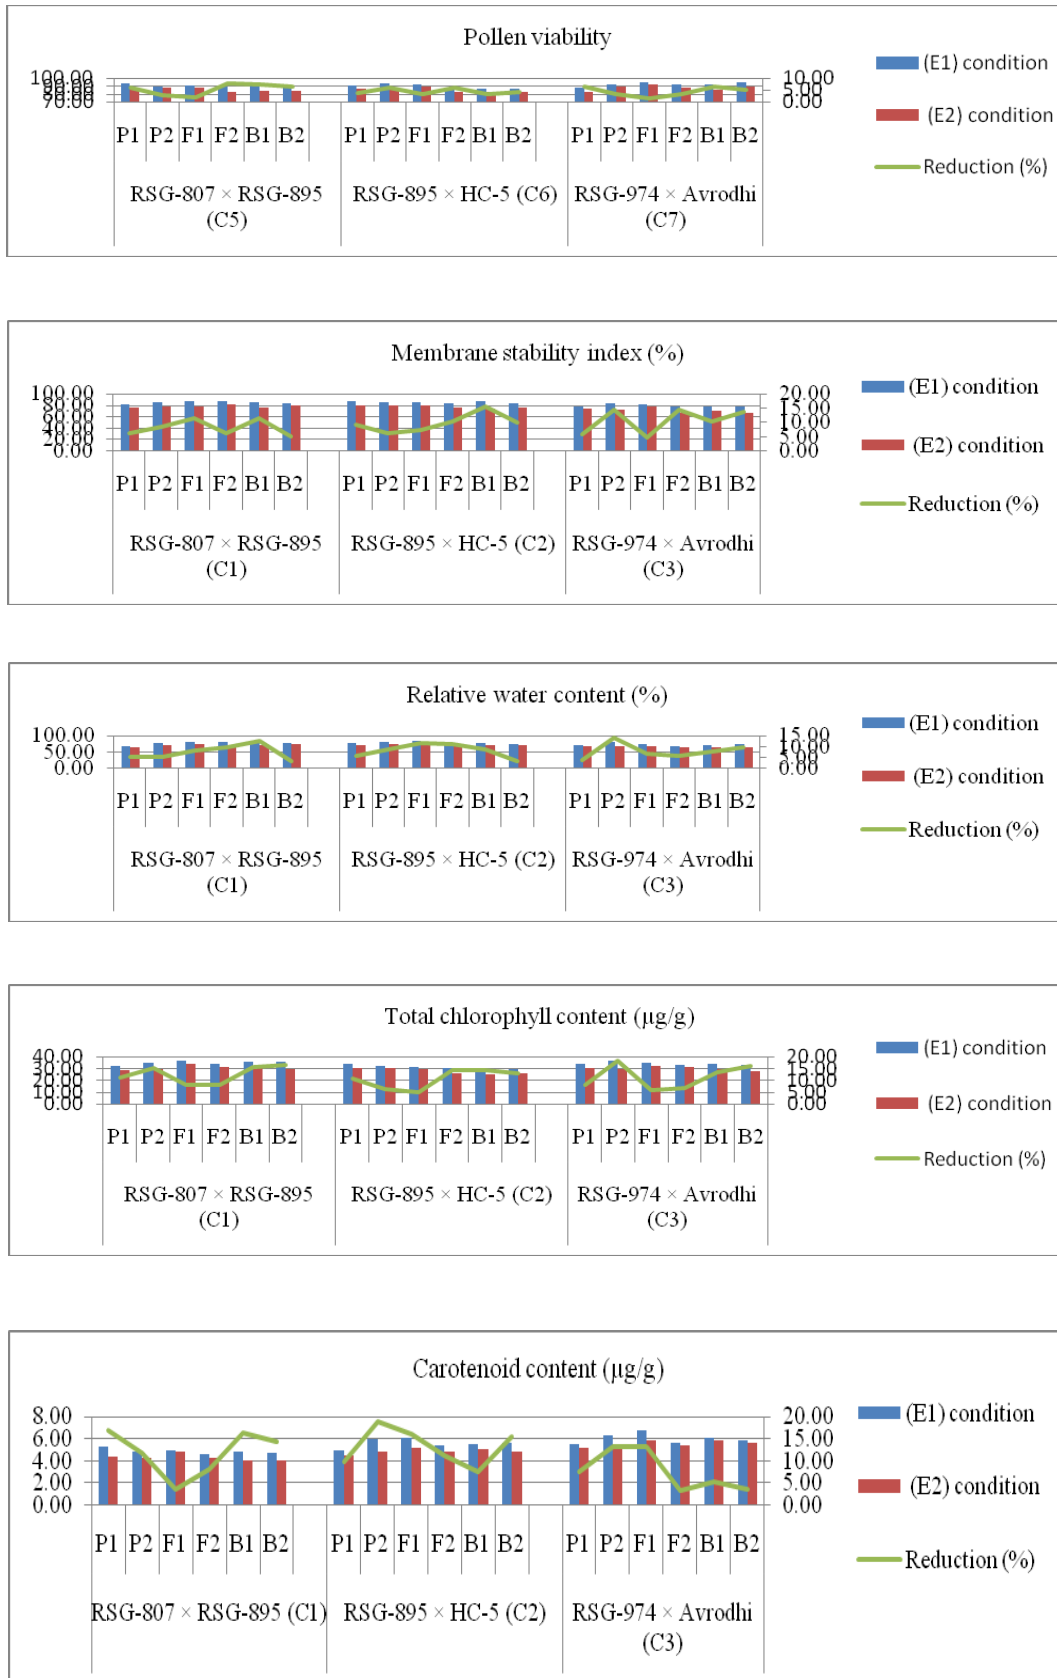 Pollen viability
100.00
70.00
10.00
5.00
0.00
P1 P2 F1 F2 B1 B2 P1 P2 F1 F2 B1 B2 P1 P2 F1 F2 B1 B2
RSG-807 × RSG-895 (C5)
RSG-895 × HC-5 (C6)
RSG-974 × Avrodhi (C7)
(E1) condition
(E2) condition
Reduction (%)
Membrane stability index (%)
100.00
80.00
60.00
40.00
20.00
0.00
20.00
15.00
10.00
5.00
0.00
P1 P2 F1 F2 B1 B2 P1 P2 F1 F2 B1 B2 P1 P2 F1 F2 B1 B2
RSG-807 × RSG-895
(C1)
RSG-895 × HC-5 (C2)
RSG-974 × Avrodhi
(C3)
(E1) condition
(E2) condition
Reduction (%)
Relative water content (%)
100.00
50.00
0.00
15.00
10.00
5.00
0.00
P1 P2 F1 F2 B1 B2 P1 P2 F1 F2 B1 B2 P1 P2 F1 F2 B1 B2
RSG-807 × RSG-895
(C1)
RSG-895 × HC-5 (C2)
RSG-974 × Avrodhi
(C3)
(E1) condition
(E2) condition
Reduction (%)
Total chlorophyll content (µg/g)
40.00
30.00
20.00
10.00
0.00
20.00
15.00
10.00
5.00
0.00
P1 P2 F1 F2 B1 B2 P1 P2 F1 F2 B1 B2 P1 P2 F1 F2 B1 B2
RSG-807 × RSG-895
(C1)
RSG-895 × HC-5 (C2)
RSG-974 × Avrodhi
(C3)
(E1) condition
(E2) condition
Reduction (%)
Carotenoid content (µg/g)
8.00
6.00
4.00
2.00
0.00
20.00
15.00
10.00
5.00
0.00
P1 P2 F1 F2 B1 B2 P1 P2 F1 F2 B1 B2 P1 P2 F1 F2 B1 B2
RSG-807 × RSG-895 (C1)
RSG-895 × HC-5 (C2)
RSG-974 × Avrodhi
(C3)
(E1) condition
(E2) condition
Reduction (%)